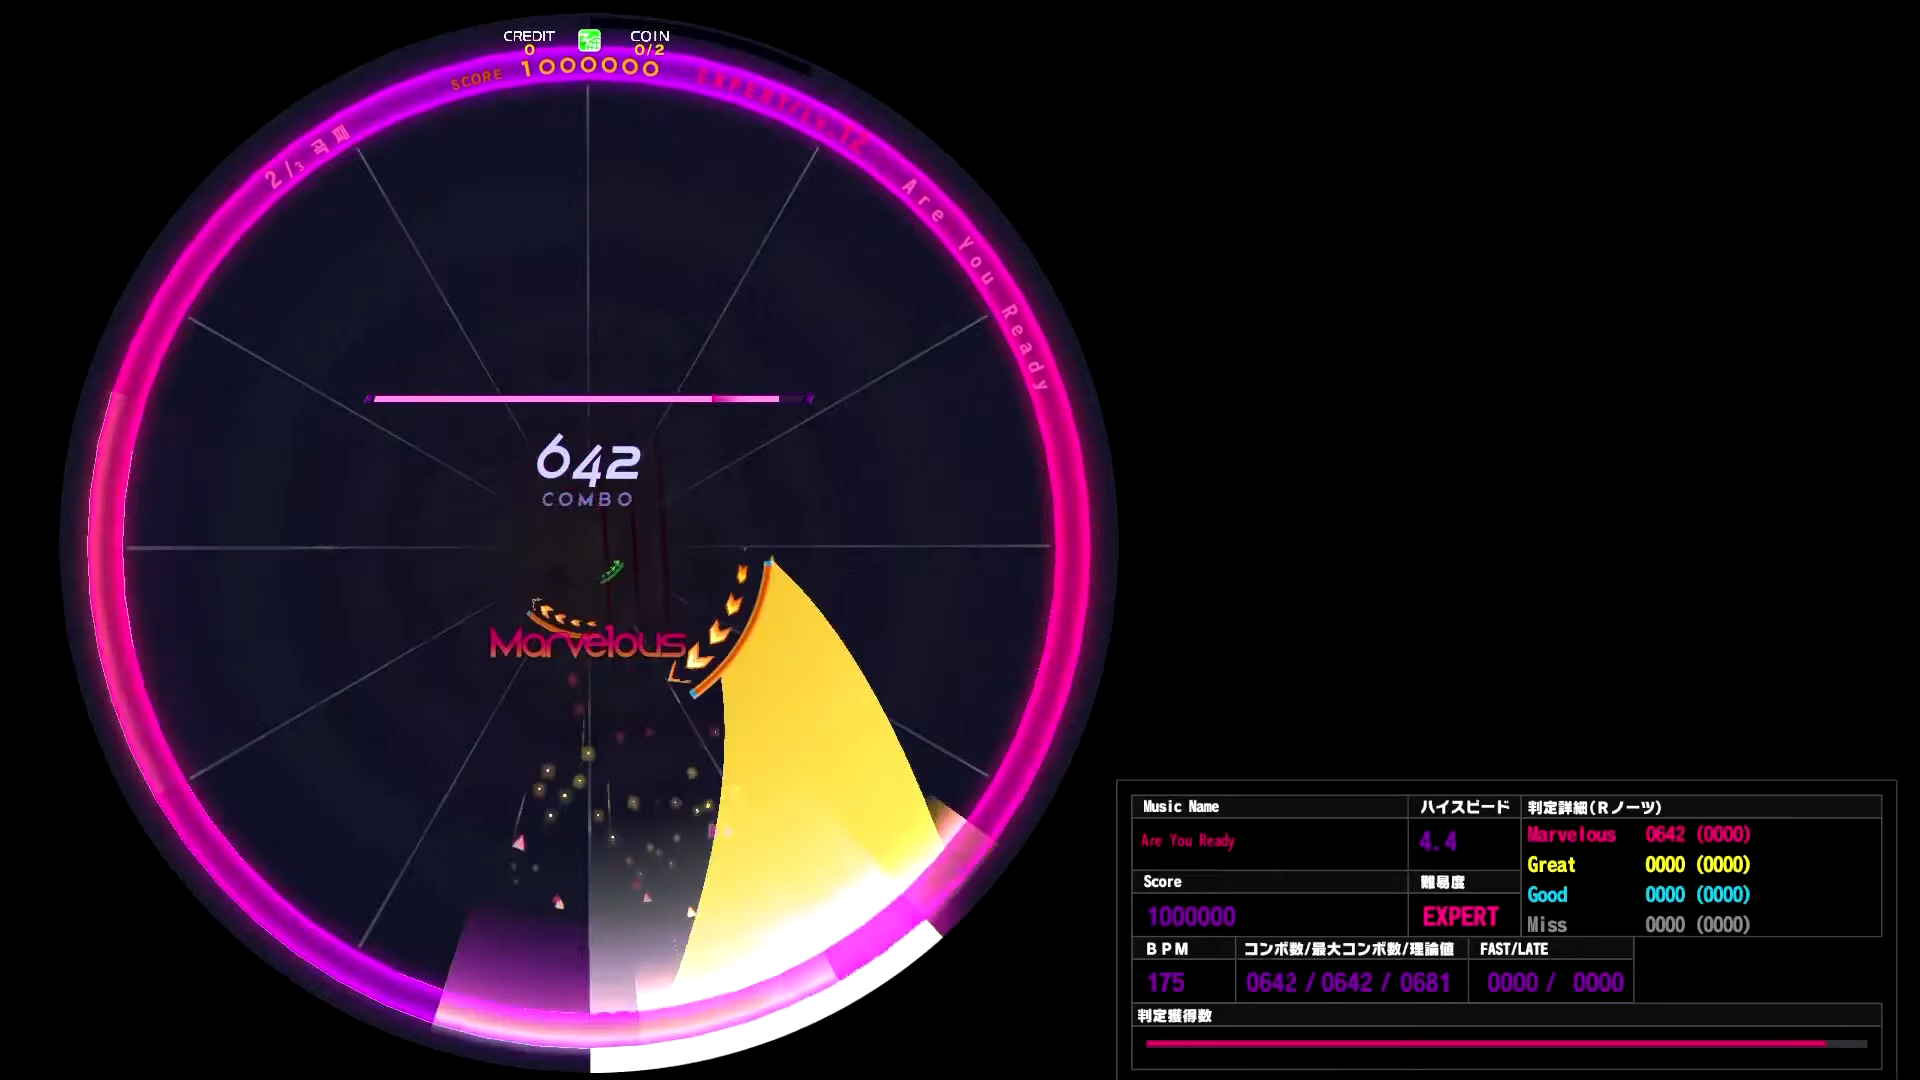 CREDIT
COIN
0
0/2
SCORE
1000000
EXPERT/Lv.12
2/3 곡째
Are You Ready
642
COMBO
Marvelous
Music Name
Are You Ready
ハイスピード
4.4
判定詳細(Rノーツ)
Marvelous 0642 (0000)
Great 0000 (0000)
Good 0000 (0000)
Miss 0000 (0000)
Score
1000000
難易度
EXPERT
BPM
175
コンボ数/最大コンボ数/理論値
0642 / 0642 / 0681
FAST/LATE
0000 / 0000
判定獲得数